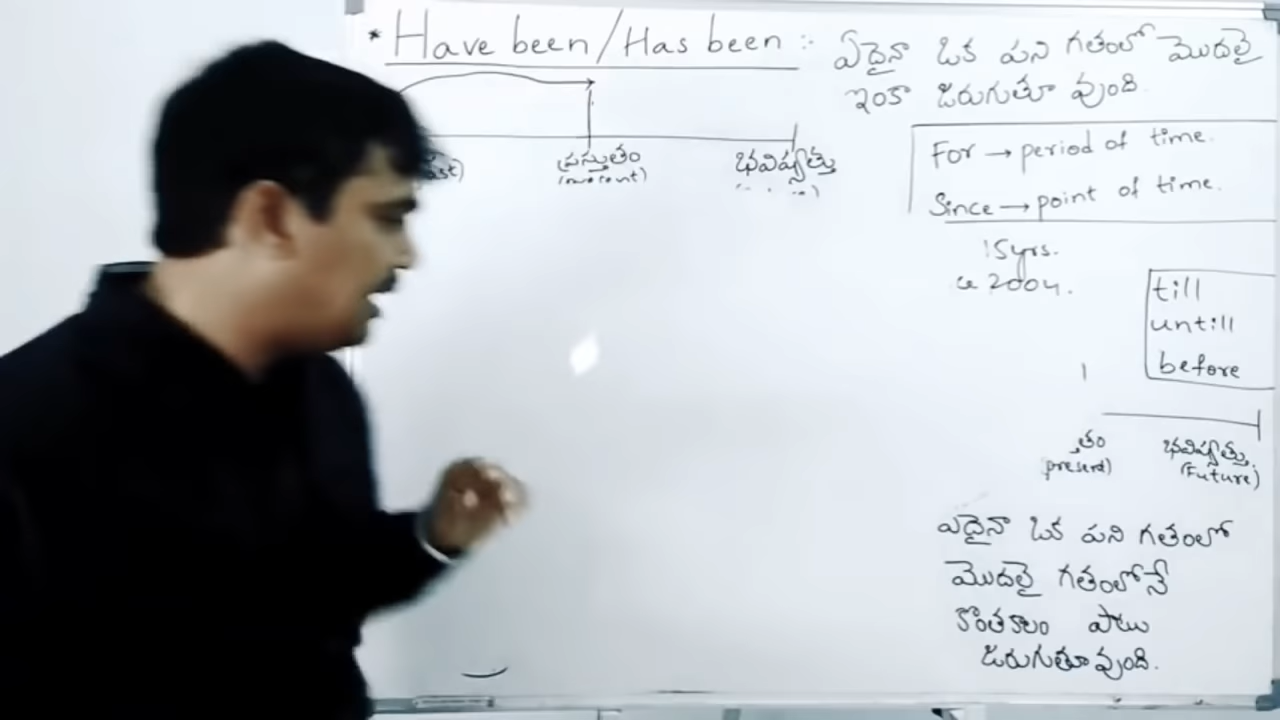 * Have been / Has been :- ఏదైనా ఒక పని గతంలో మొదలై
ఇంకా జరుగుతూ వుంది.
ప్రస్తుతం
భవిష్యత్తు
For → period of time.
Since → point of time.
15yrs.
2004.
till
untill
before
భవిష్యత్తు
present)
(Future)
ఏదైనా ఒక పని గతంలో
మొదలై గతంలోనే
కొంతకాలం పాటు
జరుగుతూ వుంది.